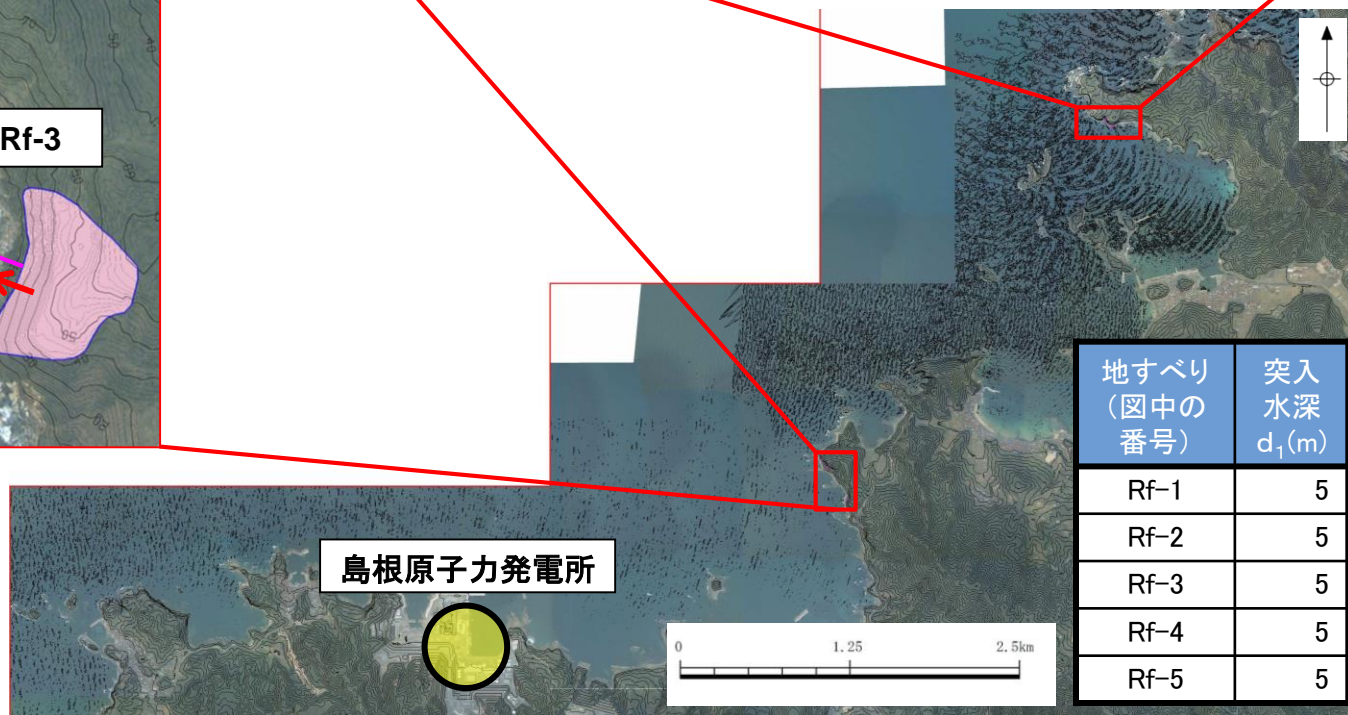 Rf-3
50
島根原子力発電所
0 1.25 2.5km
地すべり
(図中の
番号)
突入
水深
d₁(m)
Rf-1 5
Rf-2 5
Rf-3 5
Rf-4 5
Rf-5 5